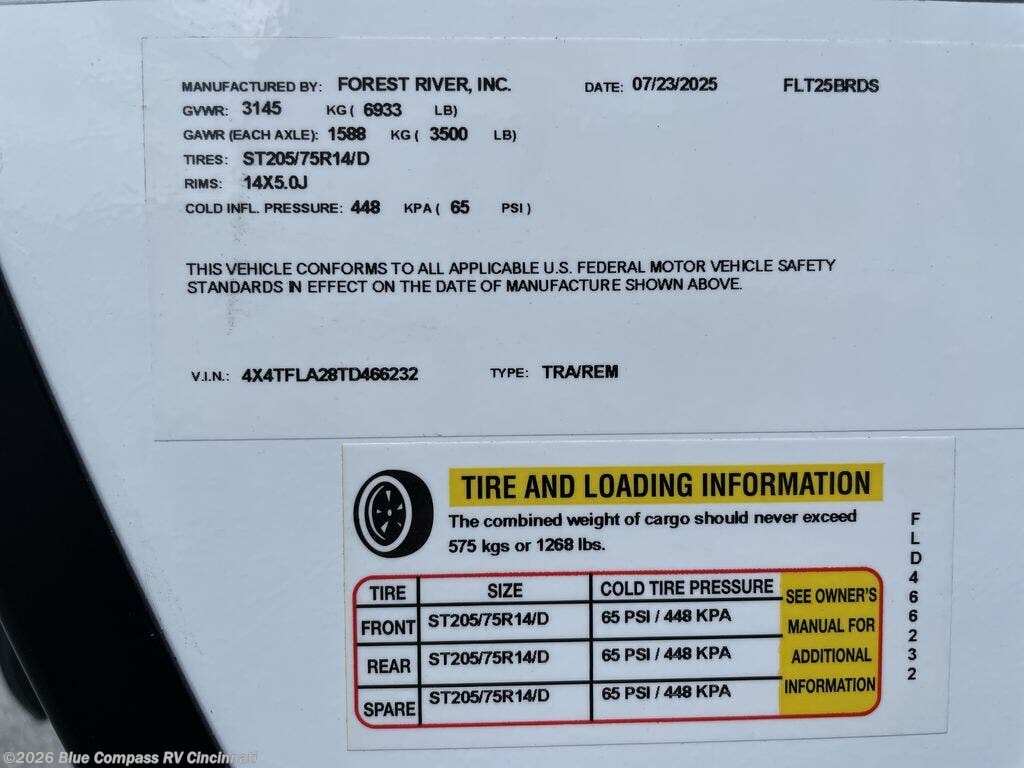 MANUFACTURED BY: FOREST RIVER, INC. DATE: 07/23/2025 FLT25BRDS
GVWR: 3145 KG ( 6933 LB)
GAWR (EACH AXLE): 1588 KG ( 3500 LB)
TIRES: ST205/75R14/D
RIMS: 14X5.0J
COLD INFL. PRESSURE: 448 KPA ( 65 PSI )
THIS VEHICLE CONFORMS TO ALL APPLICABLE U.S. FEDERAL MOTOR VEHICLE SAFETY
STANDARDS IN EFFECT ON THE DATE OF MANUFACTURE SHOWN ABOVE.
V.I.N.: 4X4TFLA28TD466232 TYPE: TRA/REM
TIRE AND LOADING INFORMATION
The combined weight of cargo should never exceed
575 kgs or 1268 lbs.
TIRE SIZE COLD TIRE PRESSURE
FRONT ST205/75R14/D 65 PSI / 448 KPA
REAR ST205/75R14/D 65 PSI / 448 KPA
SPARE ST205/75R14/D 65 PSI / 448 KPA
SEE OWNER'S
MANUAL FOR
ADDITIONAL
INFORMATION
FLD466232
©2026 Blue Compass RV Cincinnati